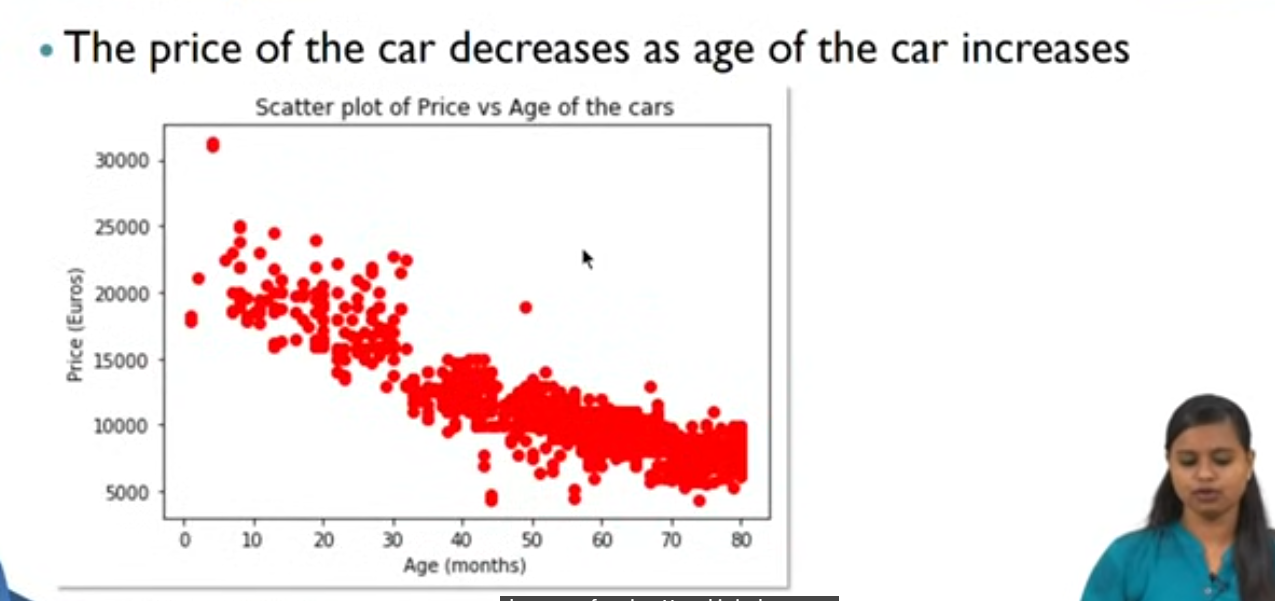 • The price of the car decreases as age of the car increases
Scatter plot of Price vs Age of the cars
30000
25000
20000
15000
10000
5000
Price (Euros)
0 10 20 30 40 50 60 70 80
Age (months)